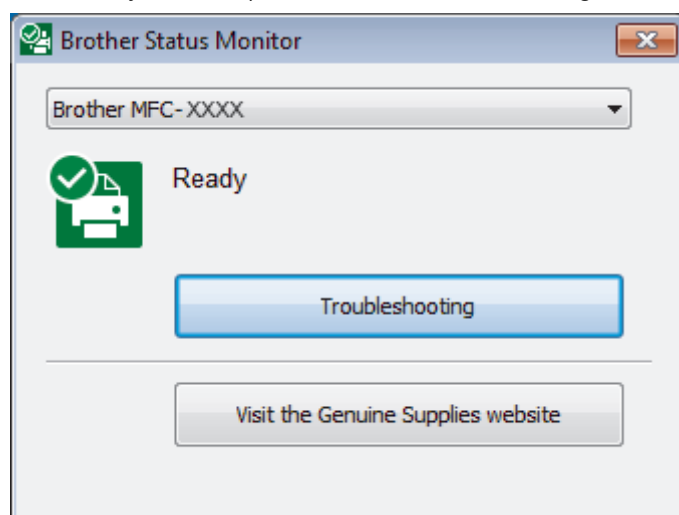 Brother Status Monitor
Brother MFC-XXXX
Ready
Troubleshooting
Visit the Genuine Supplies website